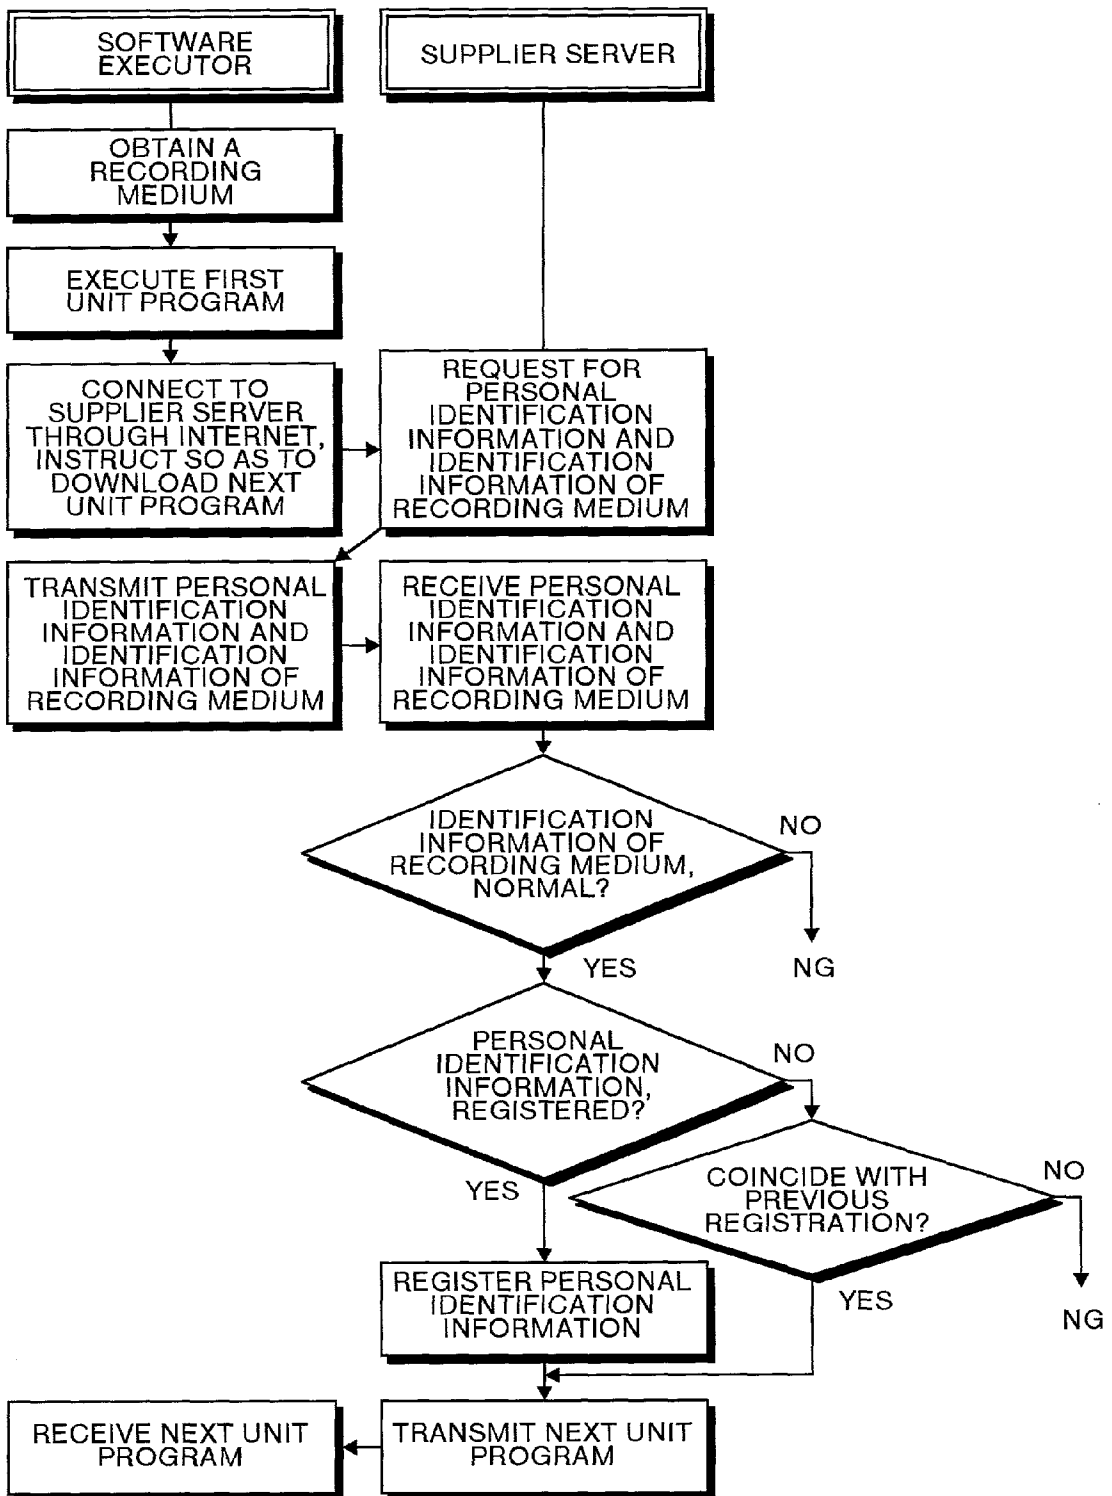 SOFTWARE
EXECUTOR
SUPPLIER SERVER
OBTAIN A
RECORDING
MEDIUM
EXECUTE FIRST
UNIT PROGRAM
CONNECT TO
SUPPLIER SERVER
THROUGH INTERNET,
INSTRUCT SO AS TO
DOWNLOAD NEXT
UNIT PROGRAM
REQUEST FOR
PERSONAL
IDENTIFICATION
INFORMATION AND
IDENTIFICATION
INFORMATION OF
RECORDING MEDIUM
TRANSMIT PERSONAL
IDENTIFICATION
INFORMATION AND
IDENTIFICATION
INFORMATION OF
RECORDING MEDIUM
RECEIVE PERSONAL
IDENTIFICATION
INFORMATION AND
IDENTIFICATION
INFORMATION OF
RECORDING MEDIUM
IDENTIFICATION
INFORMATION OF
RECORDING MEDIUM,
NORMAL?
NO
NG
YES
PERSONAL
IDENTIFICATION
INFORMATION,
REGISTERED?
NO
YES
COINCIDE WITH
PREVIOUS
REGISTRATION?
NO
NG
YES
REGISTER PERSONAL
IDENTIFICATION
INFORMATION
RECEIVE NEXT UNIT
PROGRAM
TRANSMIT NEXT UNIT
PROGRAM